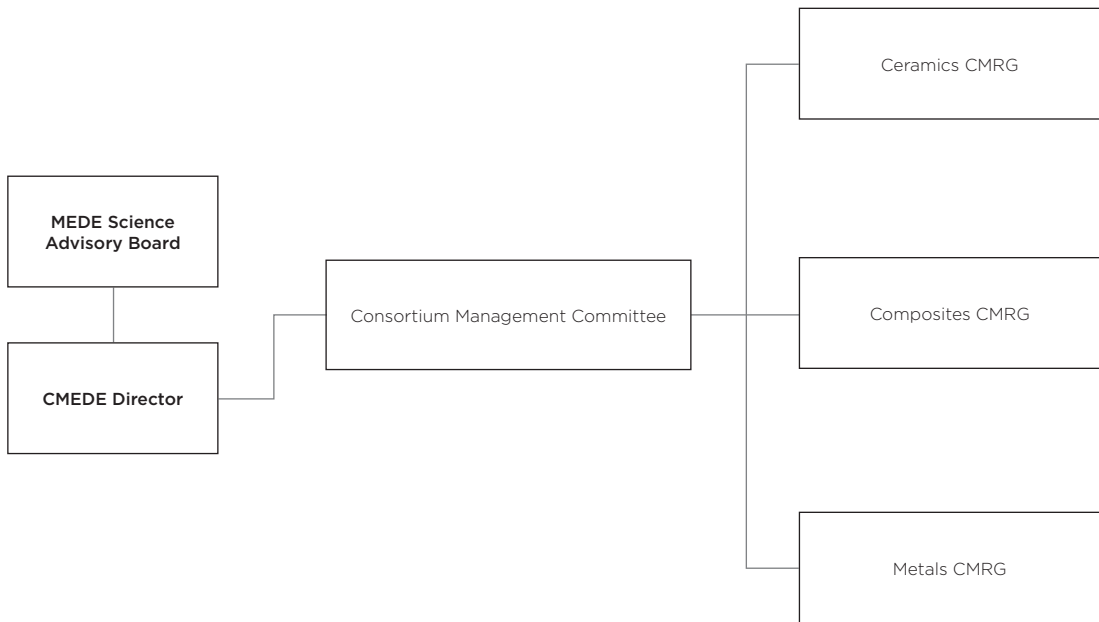 MEDE Science
Advisory Board
CMEDE Director
Consortium Management Committee
Ceramics CMRG
Composites CMRG
Metals CMRG